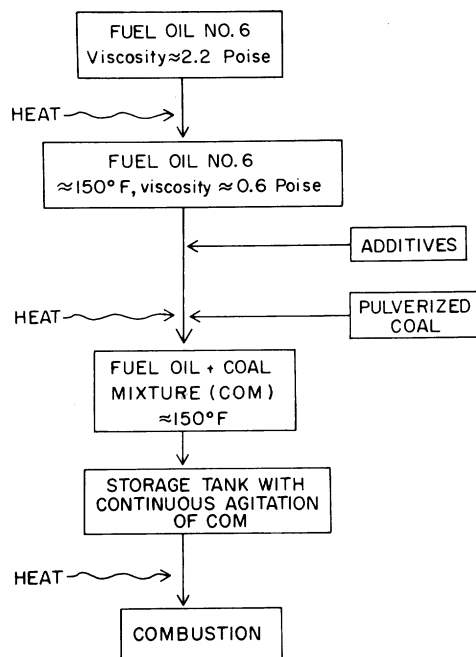 FUEL OIL NO. 6
Viscosity≈2.2 Poise
HEAT
FUEL OIL NO. 6
≈150°F, viscosity ≈ 0.6 Poise
ADDITIVES
HEAT
PULVERIZED
COAL
FUEL OIL + COAL
MIXTURE (COM)
≈150°F
STORAGE TANK WITH
CONTINUOUS AGITATION
OF COM
HEAT
COMBUSTION